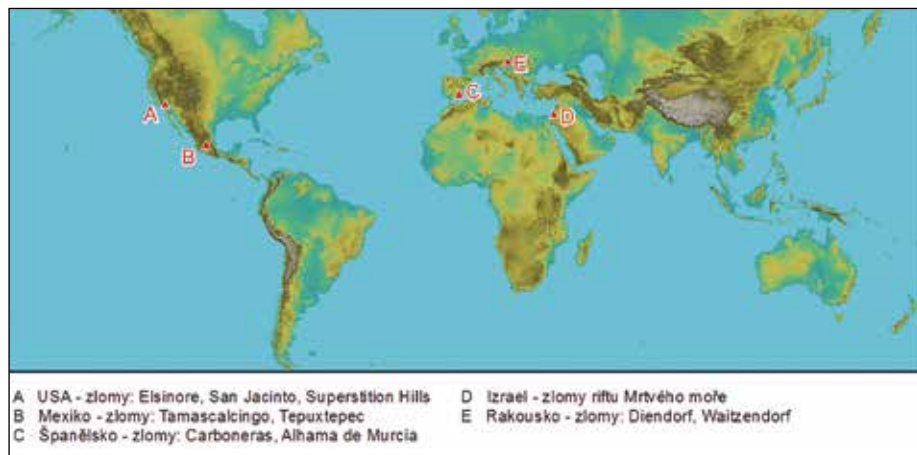 A
B
C
D
E
A USA - zlomy: Elsinore, San Jacinto, Superstition Hills
B Mexiko - zlomy: Tamascalcingo, Tepuxtepec
C Španělsko - zlomy: Carboneras, Alhama de Murcia
D Izrael - zlomy riftu Mrtvého moře
E Rakousko - zlomy: Diendorf, Waitzendorf